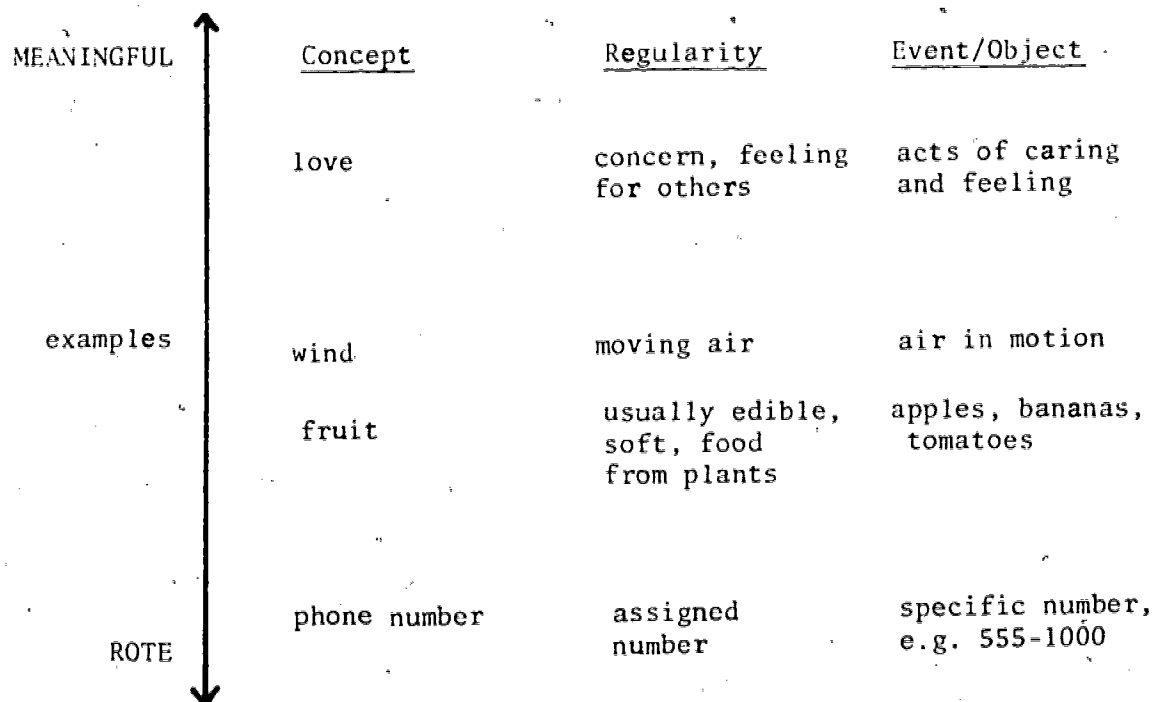 MEANINGFUL Concept Regularity Event/Object
love concern, feeling acts of caring
for others and feeling
examples wind moving air air in motion
fruit usually edible, apples, bananas,
soft, food tomatoes
from plants
phone number assigned specific number,
ROTE number e.g. 555-1000